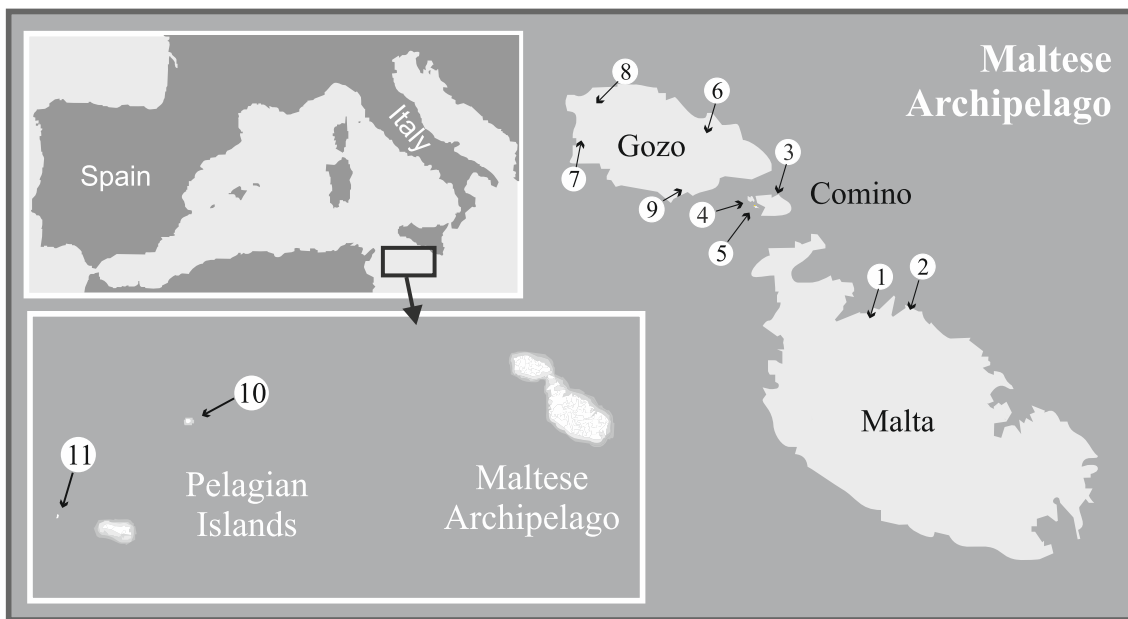 Maltese
Archipelago
Spain
Italy
8
6
Gozo
3
Comino
7
9
4
5
1
2
Malta
10
11
Pelagian
Islands
Maltese
Archipelago